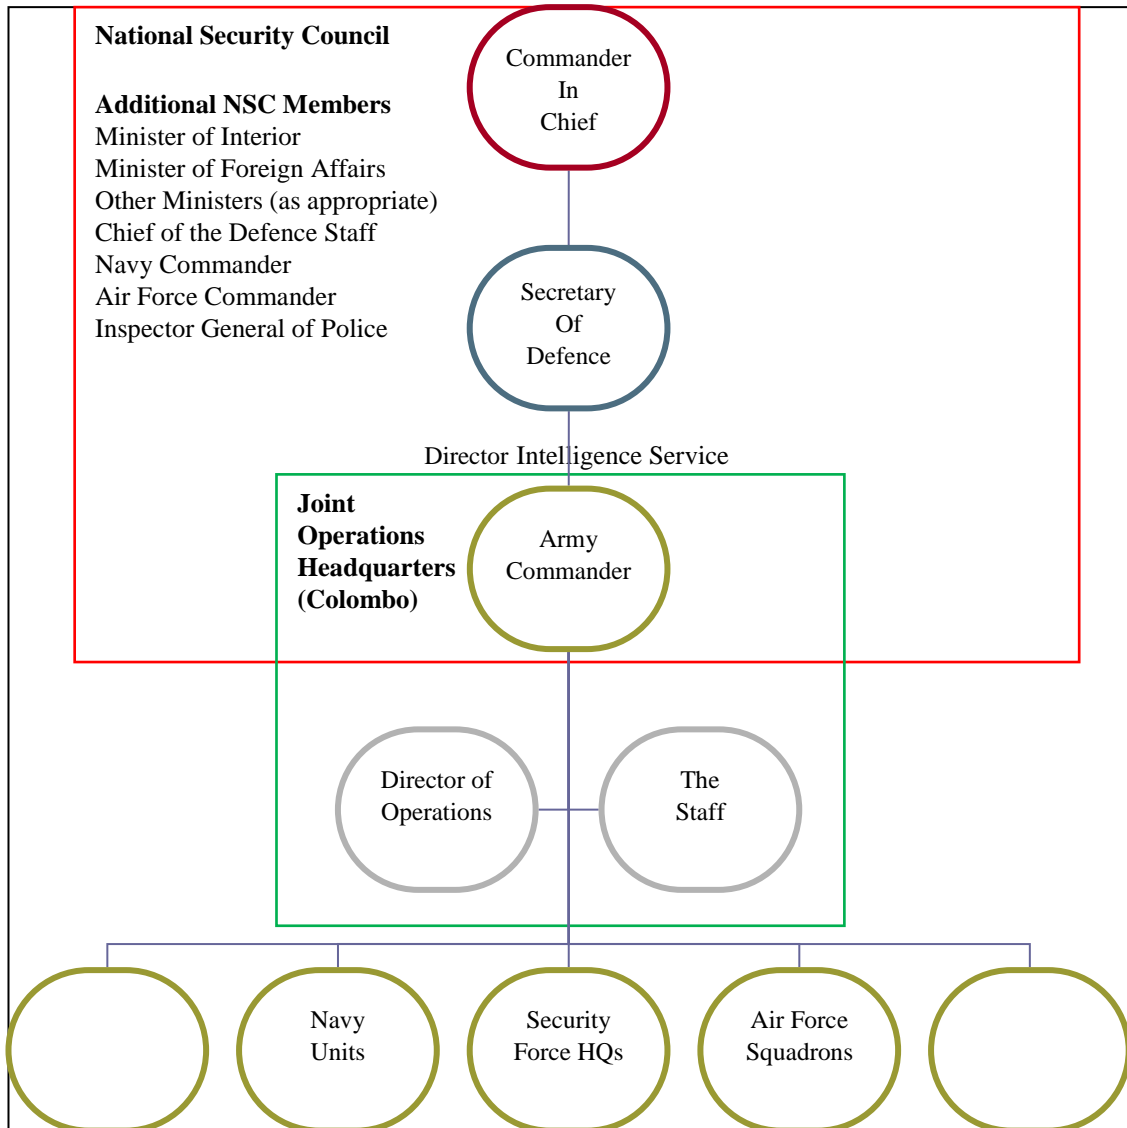 National Security Council
Additional NSC Members
Minister of Interior
Minister of Foreign Affairs
Other Ministers (as appropriate)
Chief of the Defence Staff
Navy Commander
Air Force Commander
Inspector General of Police
Commander
In
Chief
Secretary
Of
Defence
Director Intelligence Service
Joint
Operations
Headquarters
(Colombo)
Army
Commander
Director of
Operations
The
Staff
Navy
Units
Security
Force HQs
Air Force
Squadrons